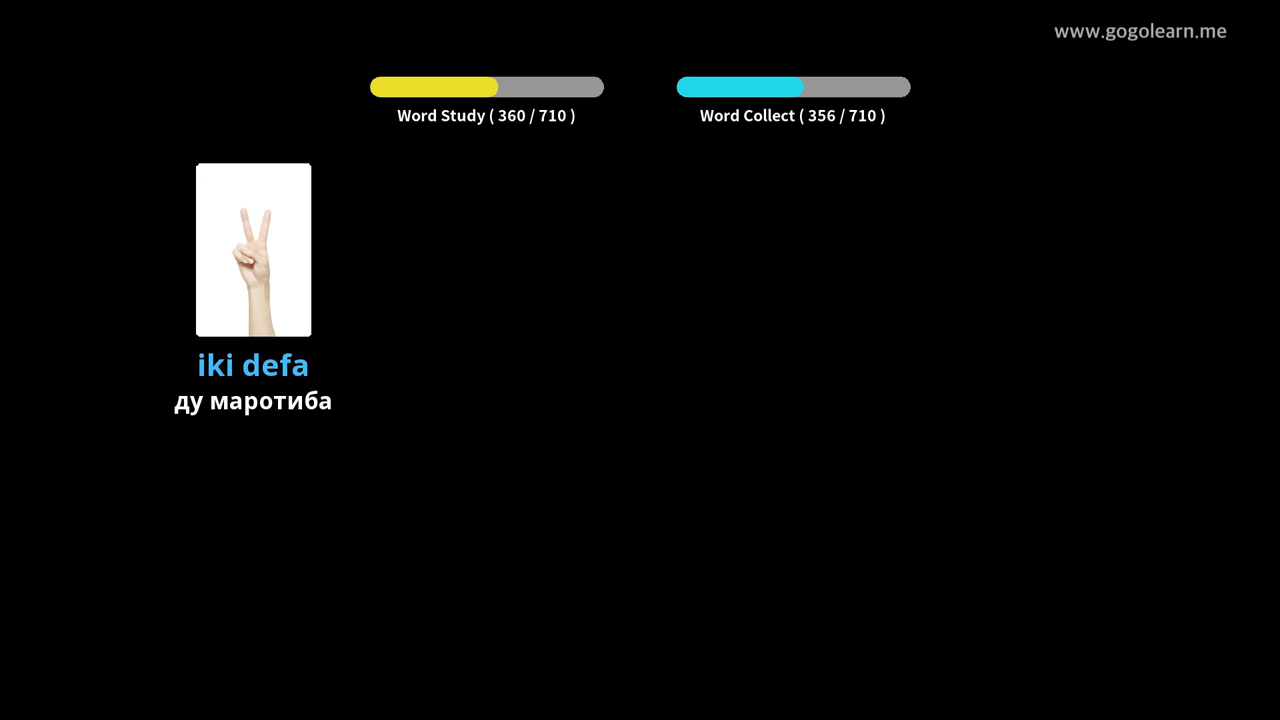 www.gogolearn.me
Word Study ( 360 / 710 )
Word Collect ( 356 / 710 )
iki defa
ду маротиба